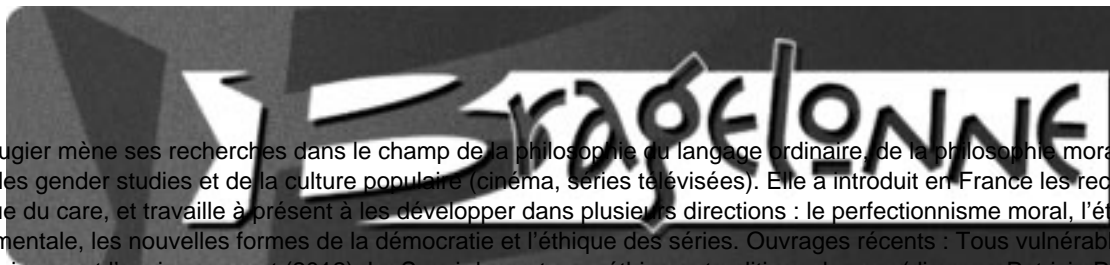 BRAGELONNE
ugier mène ses recherches dans le champ de la philosophie du langage ordinaire, de la philosophie mora
les gender studies et de la culture populaire (cinéma, séries télévisées). Elle a introduit en France les rec
ue du care, et travaille à présent à les développer dans plusieurs directions : le perfectionnisme moral, l'ét
mentale, les nouvelles formes de la démocratie et l'éthique des séries. Ouvrages récents : Tous vulnérabl